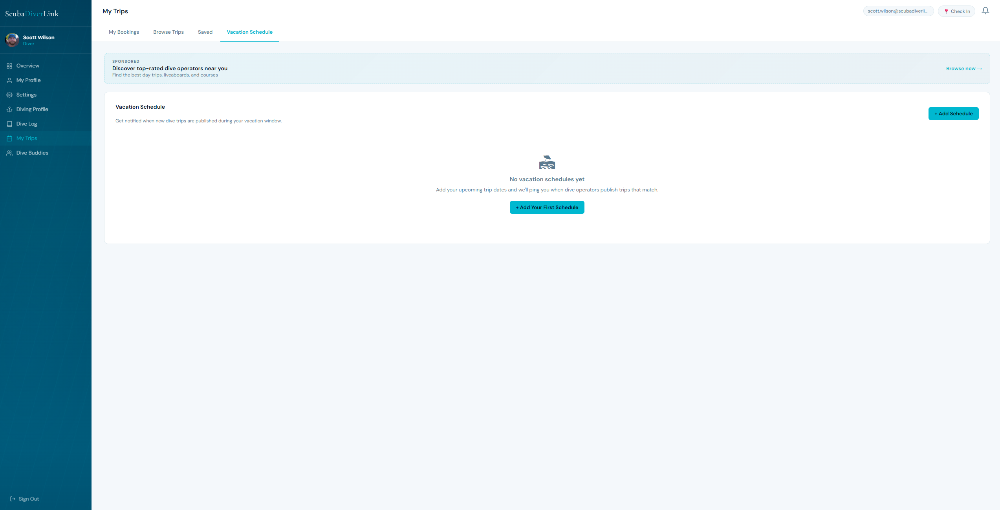 ScubaDiverLink
Scott Wilson
Diver
Overview
My Profile
Settings
Diving Profile
Dive Log
My Trips
Dive Buddies
Sign Out
My Trips
scott.wilson@scubadiverli...
Check In
My Bookings
Browse Trips
Saved
Vacation Schedule
SPONSORED
Discover top-rated dive operators near you
Find the best day trips, liveaboards, and courses
Browse now →
Vacation Schedule
Get notified when new dive trips are published during your vacation window.
+ Add Schedule
No vacation schedules yet
Add your upcoming trip dates and we'll ping you when dive operators publish trips that match.
+ Add Your First Schedule